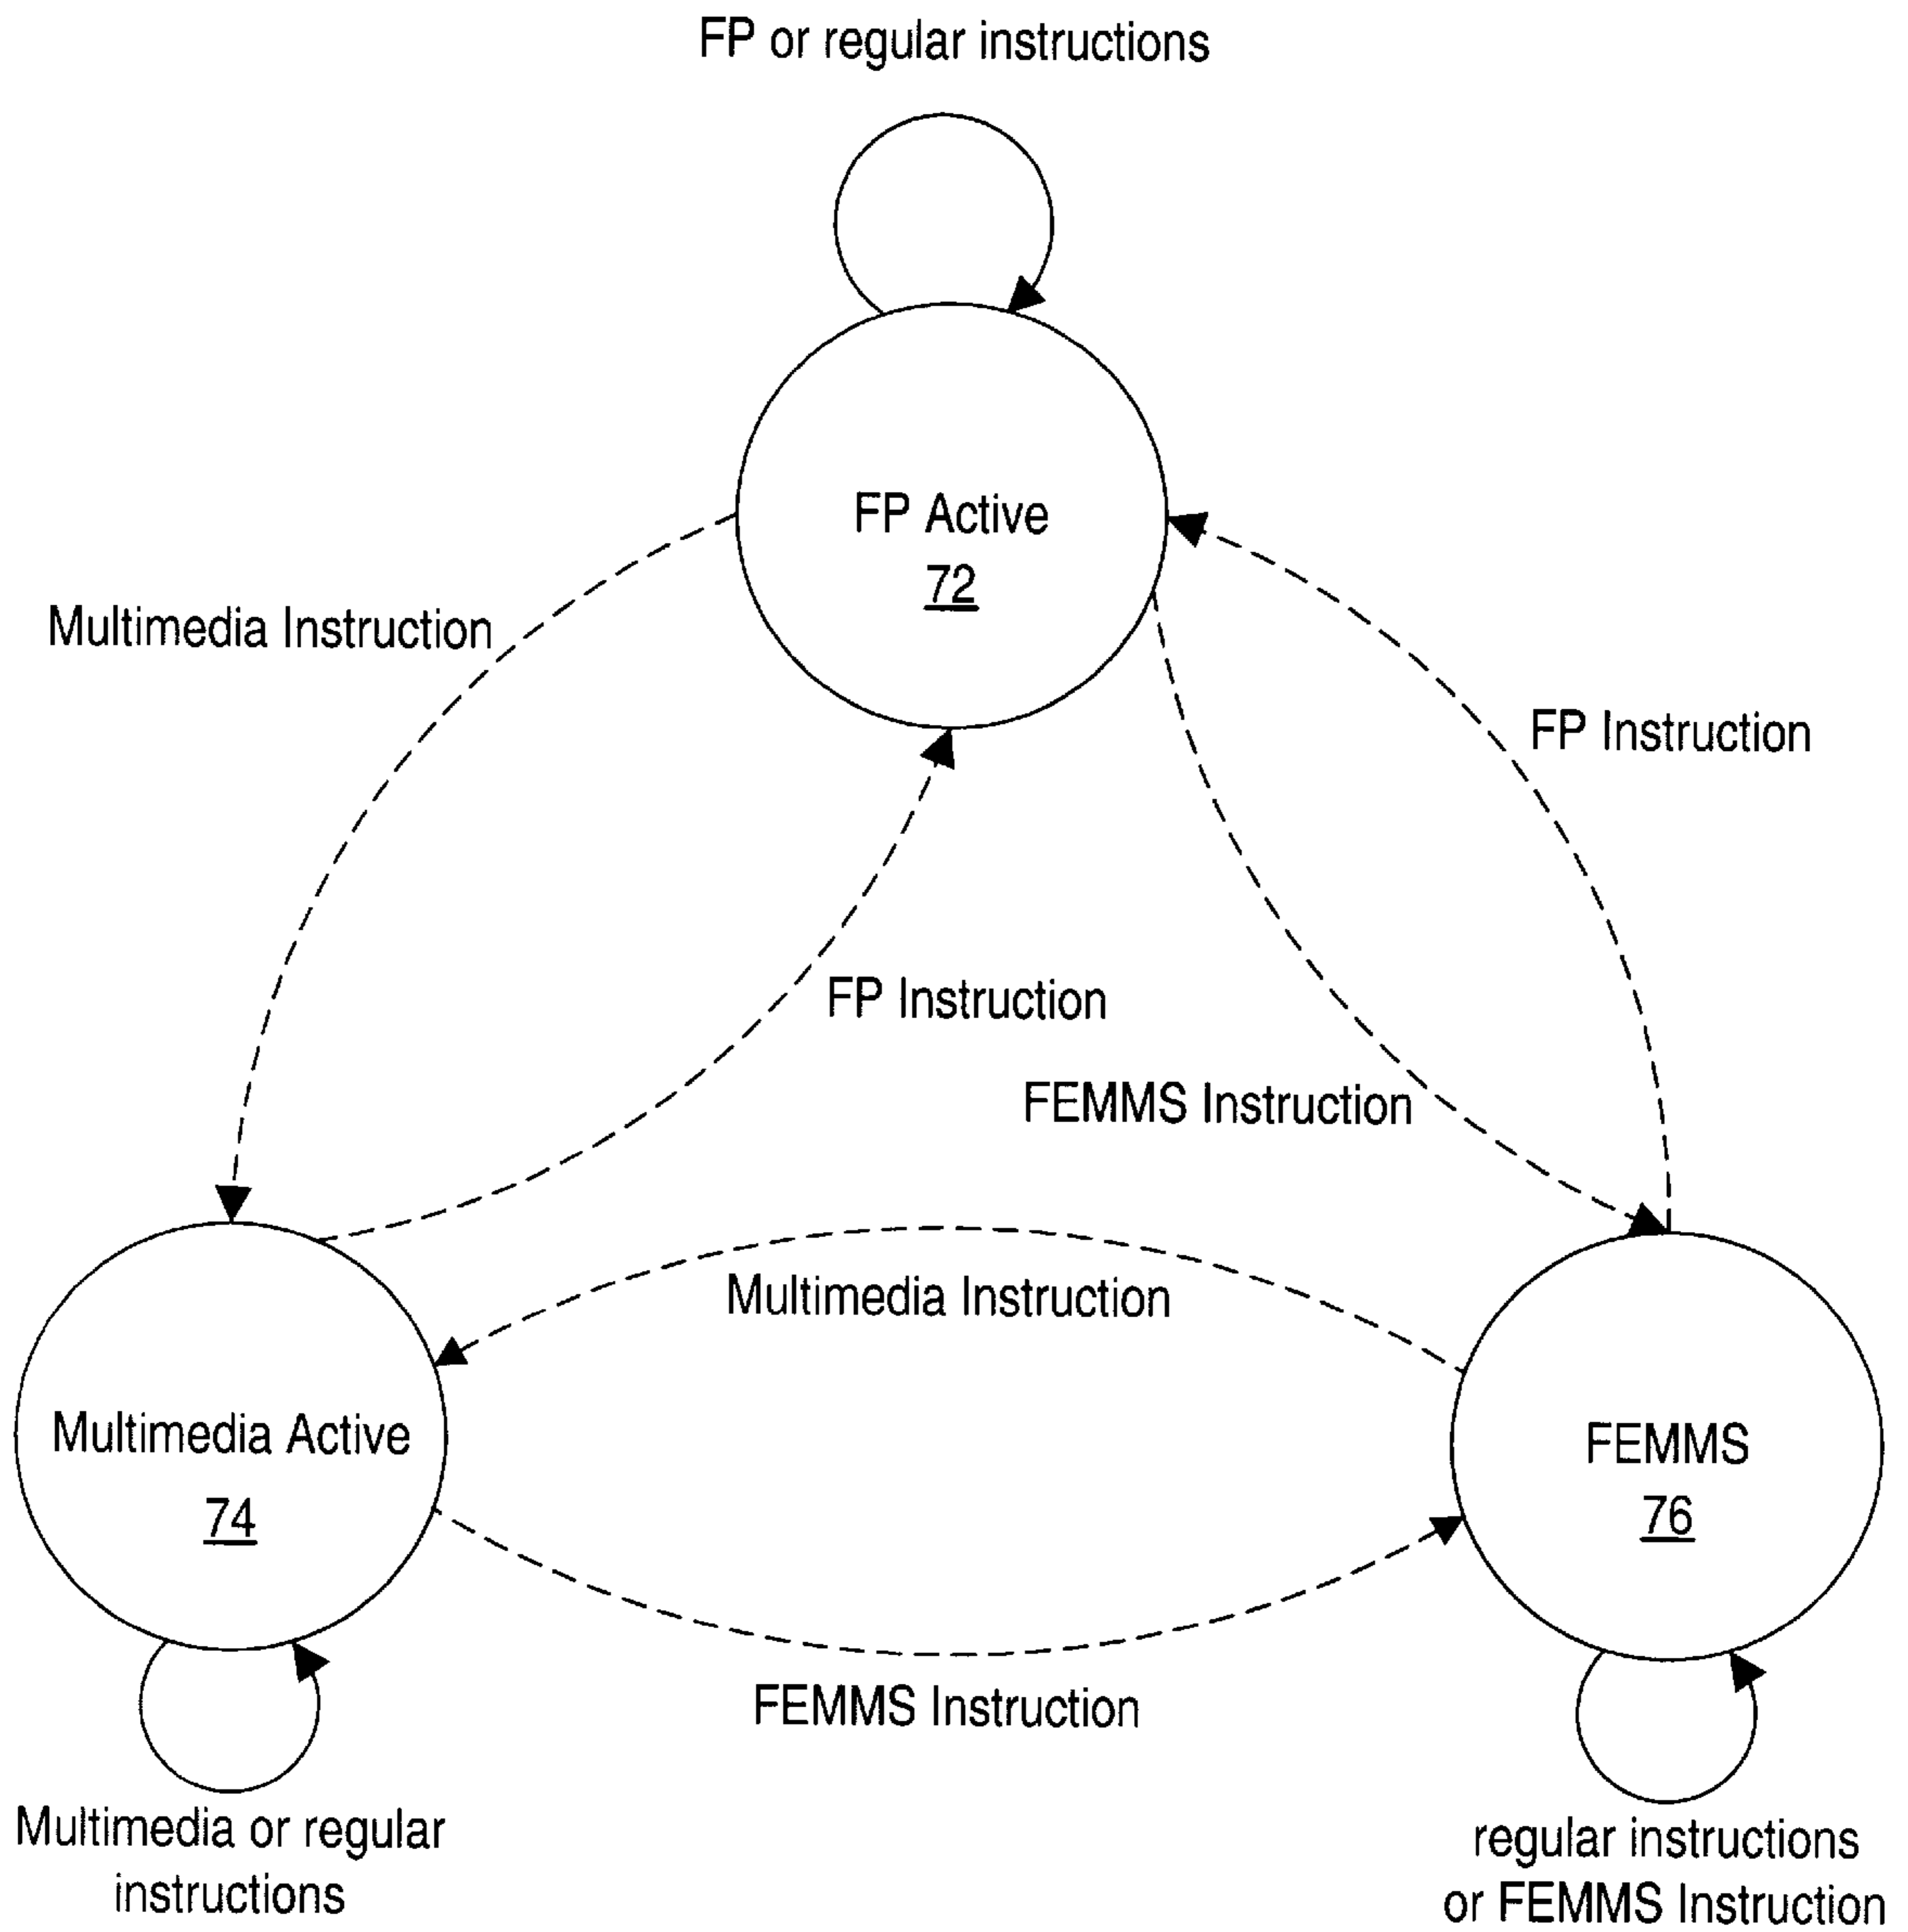 FP or regular instructions
FP Active
72
Multimedia Instruction
FP Instruction
FP Instruction
FEMMS Instruction
Multimedia Instruction
Multimedia Active
74
FEMMS
76
FEMMS Instruction
Multimedia or regular
instructions
regular instructions
or FEMMS Instruction